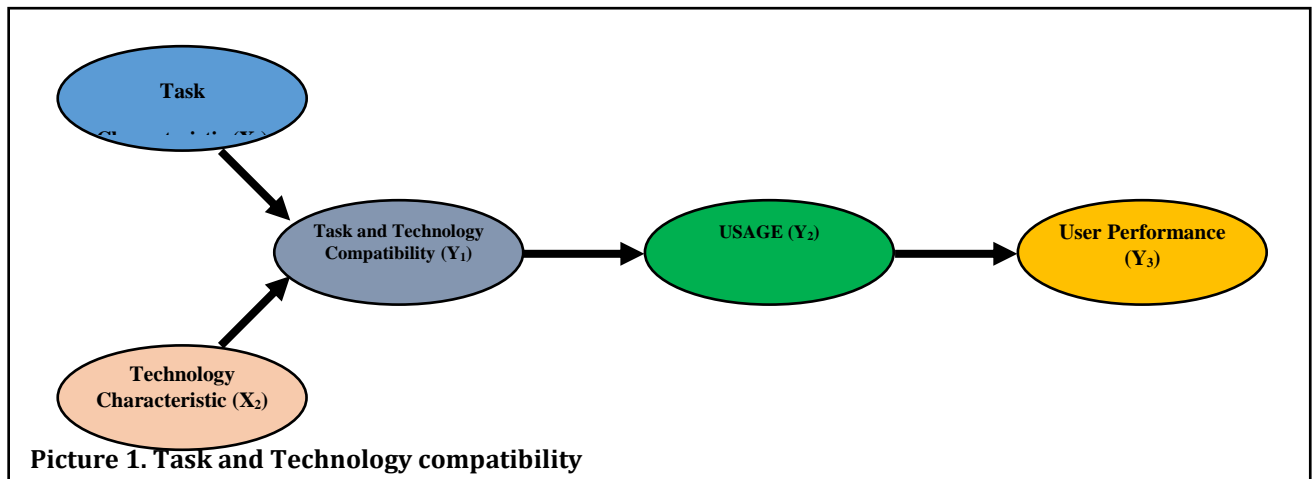 Task
Task and Technology
Compatibility (Y₁)
USAGE (Y₂)
User Performance
(Y₃)
Technology
Characteristic (X₂)
Picture 1. Task and Technology compatibility